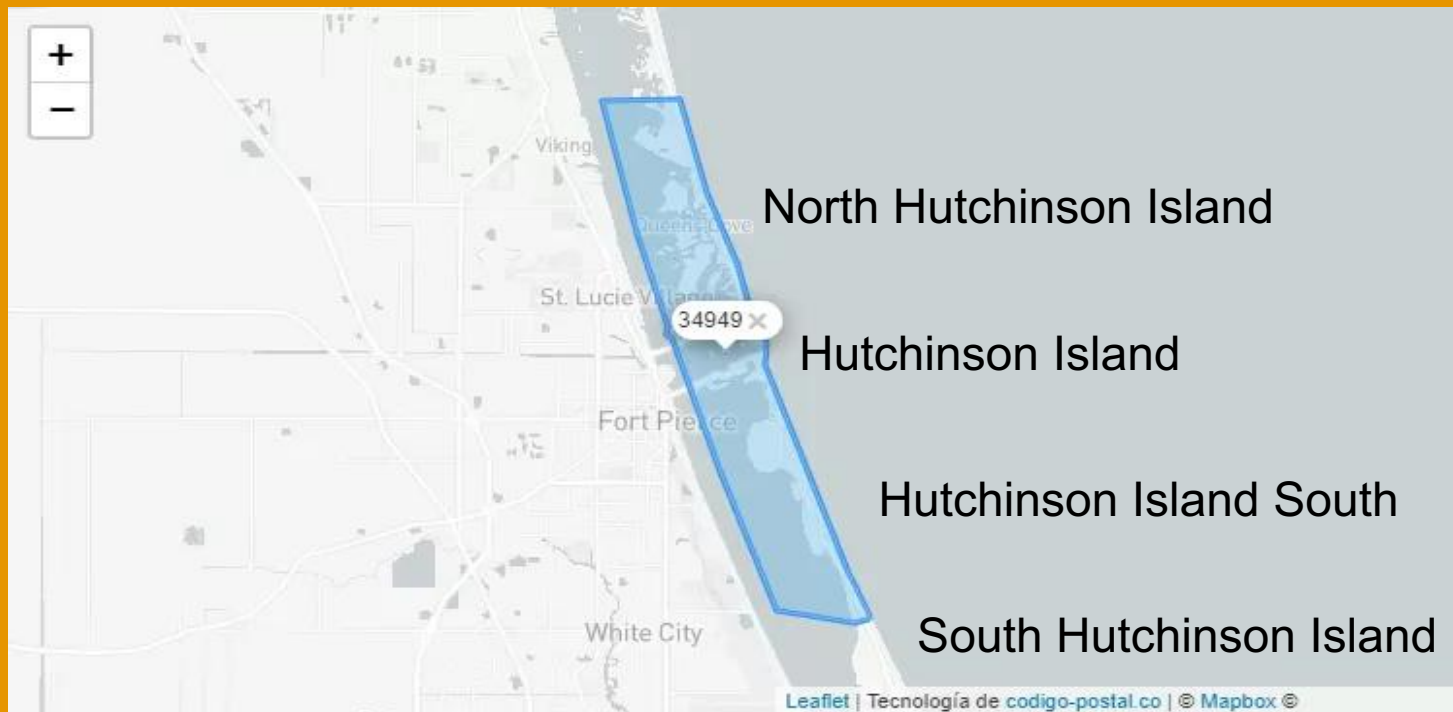 +
−
Viking
North Hutchinson Island
Queens Cove
St. Lucie Village
34949 ×
Hutchinson Island
Fort Pierce
Hutchinson Island South
White City
South Hutchinson Island
Leaflet | Tecnología de codigo-postal.co | © Mapbox ©